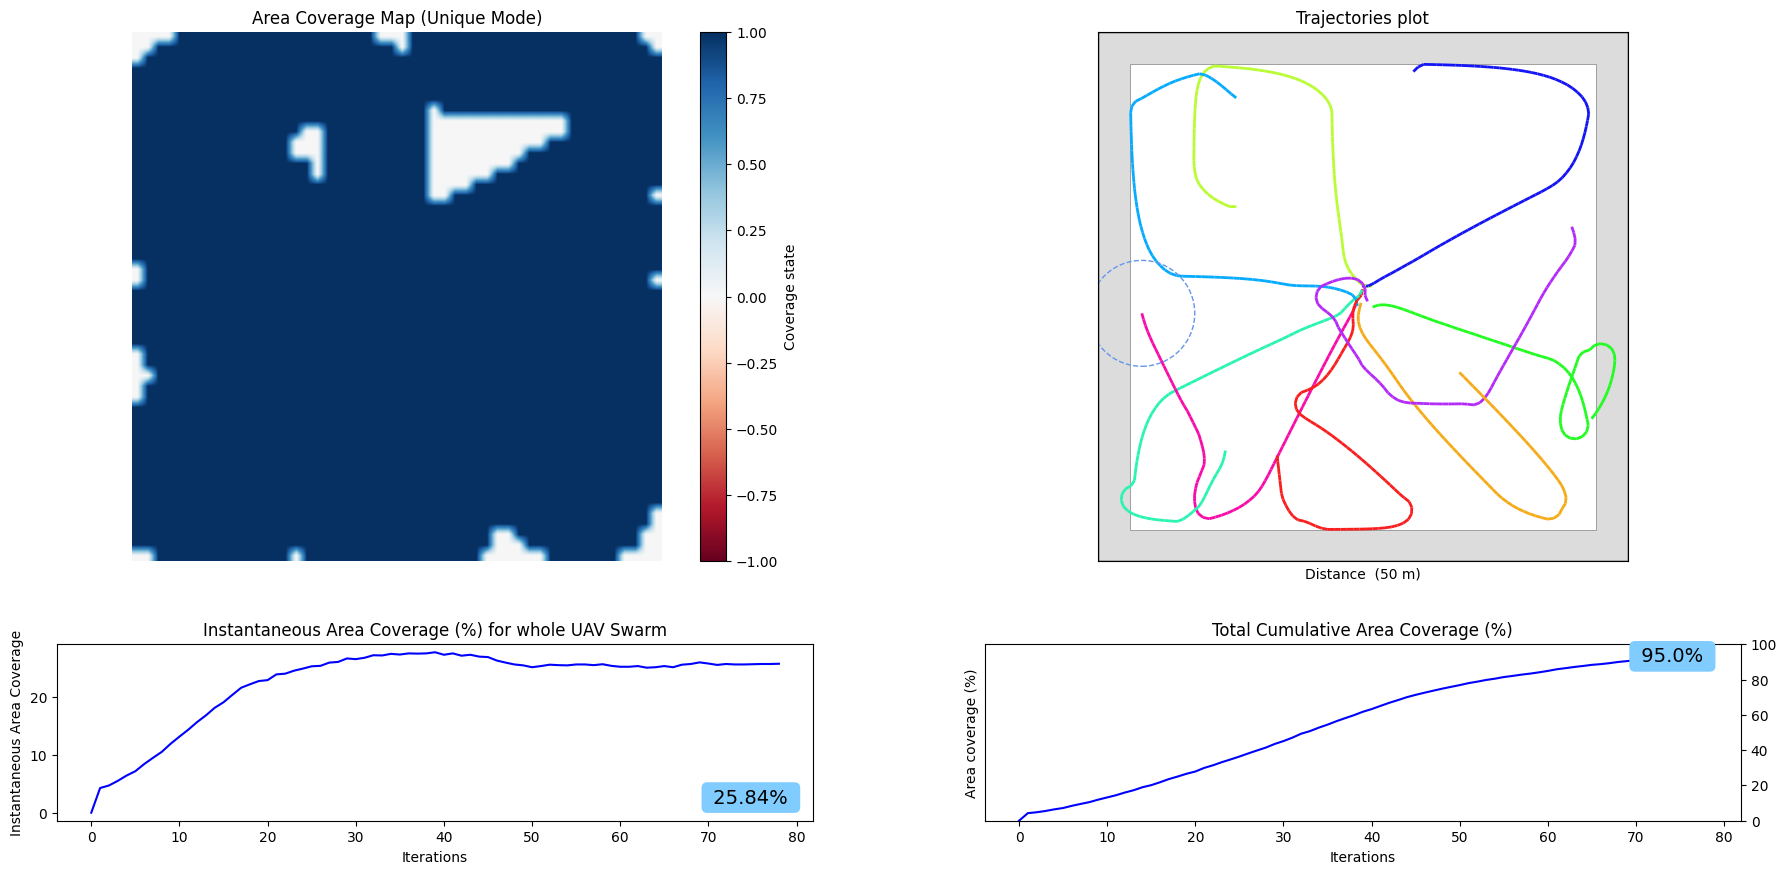 Area Coverage Map (Unique Mode)
1.00
0.75
0.50
0.25
0.00
−0.25
−0.50
−0.75
−1.00
Coverage state
Trajectories plot
Distance  (50 m)
Instantaneous Area Coverage (%) for whole UAV Swarm
Instantaneous Area Coverage
20
10
0
25.84%
0 10 20 30 40 50 60 70 80
Iterations
Total Cumulative Area Coverage (%)
Area coverage (%)
95.0%
100
80
60
40
20
0
0 10 20 30 40 50 60 70 80
Iterations